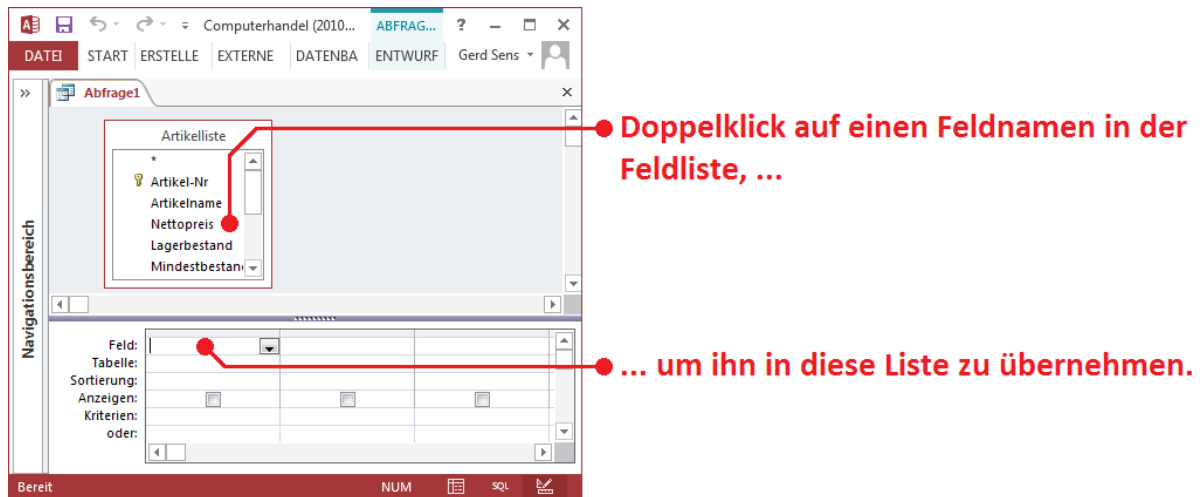 Computerhandel (2010... ABFRAG... ?
DATEI START ERSTELLE EXTERNE DATENBA ENTWURF Gerd Sens
» Abfrage1
Navigationsbereich
Artikelliste
*
Artikel-Nr
Artikelname
Nettopreis
Lagerbestand
Mindestbestan
Doppelklick auf einen Feldnamen in der
Feldliste, ...
Feld:
Tabelle:
Sortierung:
Anzeigen:
Kriterien:
oder:
... um ihn in diese Liste zu übernehmen.
Bereit NUM SQL